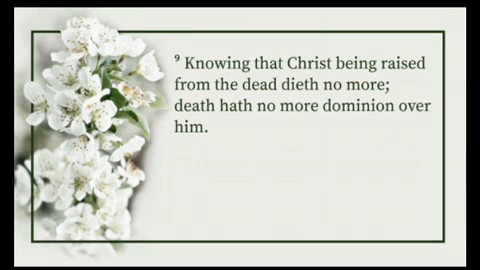 ⁹ Knowing that Christ being raised
from the dead dieth no more;
death hath no more dominion over
him.